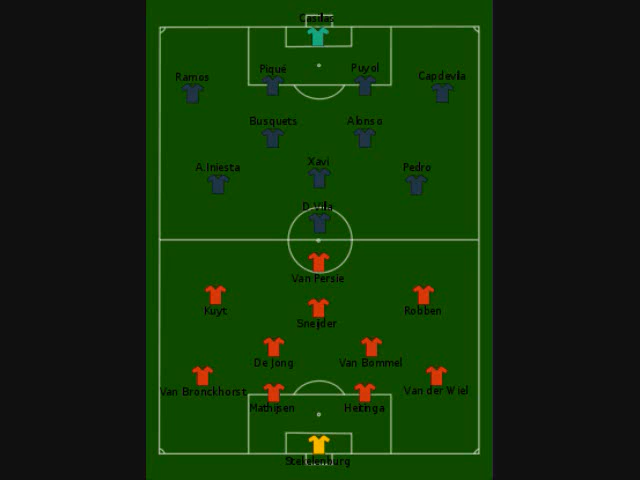 Casillas
Ramos
Piqué
Puyol
Capdevila
Busquets
Alonso
A.Iniesta
Xavi
Pedro
D.Villa
Van Persie
Kuyt
Sneijder
Robben
De Jong
Van Bommel
Van Bronckhorst
Mathijsen
Heitinga
Van der Wiel
Stekelenburg